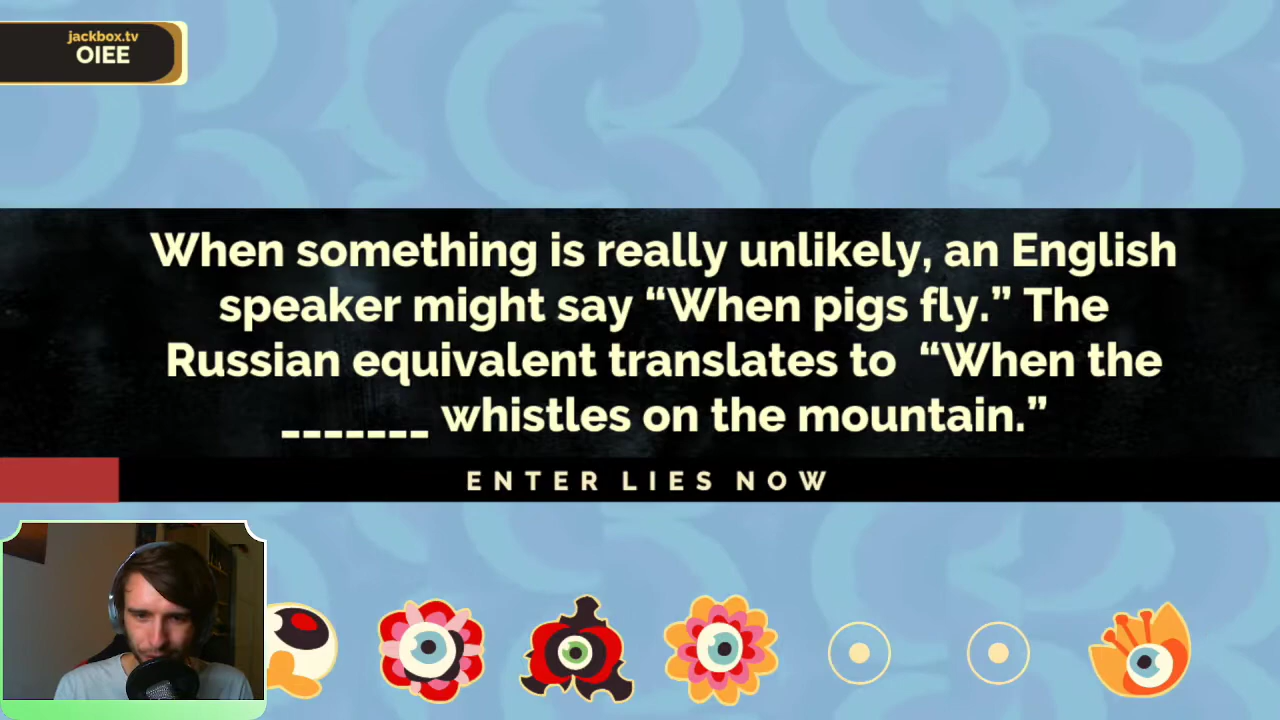 jackbox.tv
OIEE
When something is really unlikely, an English
speaker might say “When pigs fly.” The
Russian equivalent translates to “When the
_______ whistles on the mountain.”
ENTER LIES NOW